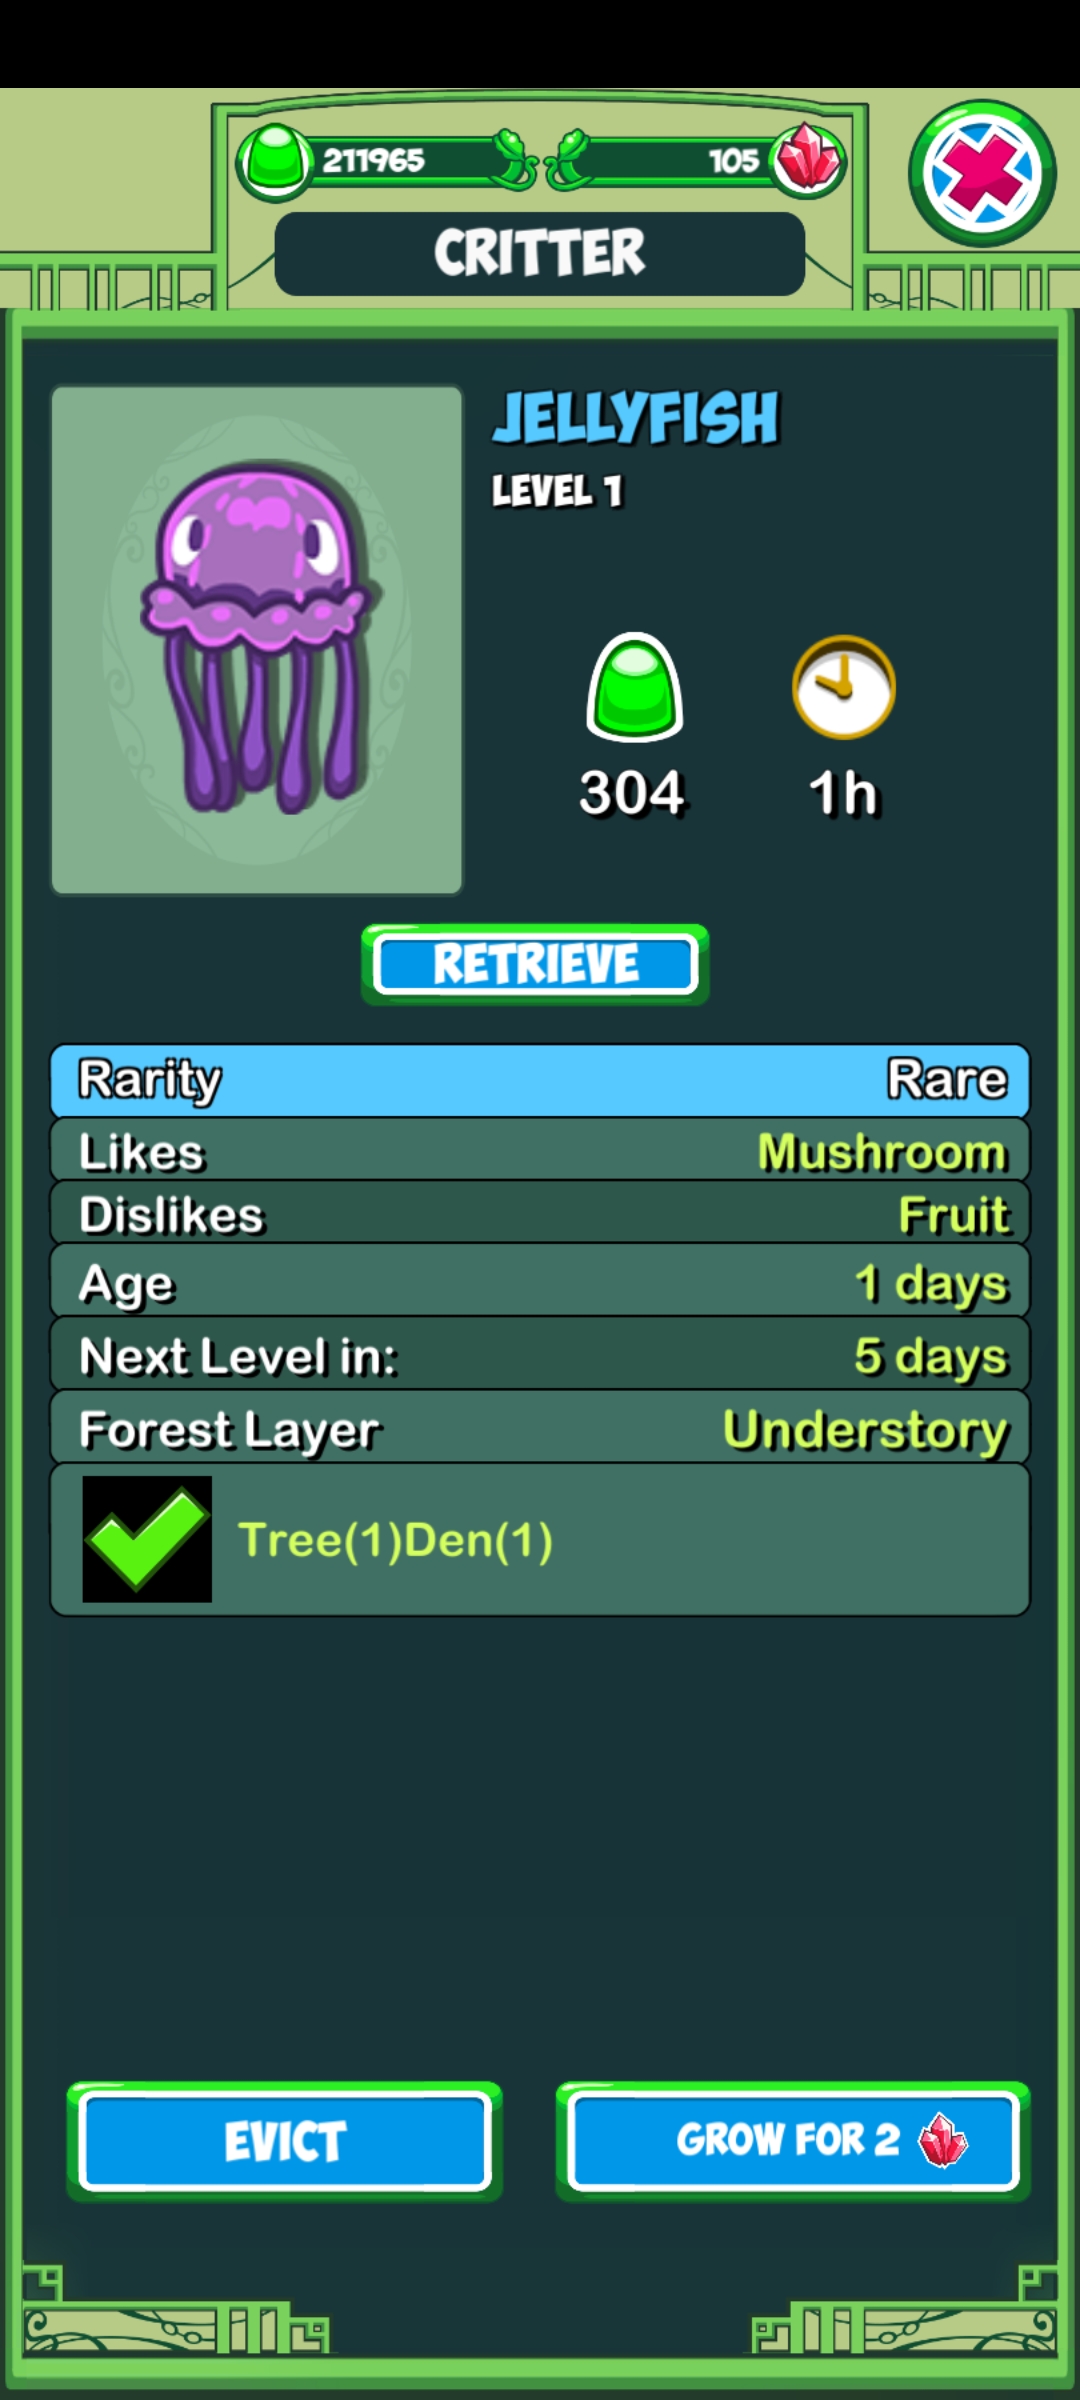 211965 105
CRITTER
JELLYFISH
LEVEL 1
304 1h
RETRIEVE
Rarity Rare
Likes Mushroom
Dislikes Fruit
Age 1 days
Next Level in: 5 days
Forest Layer Understory
Tree(1)Den(1)
EVICT GROW FOR 2